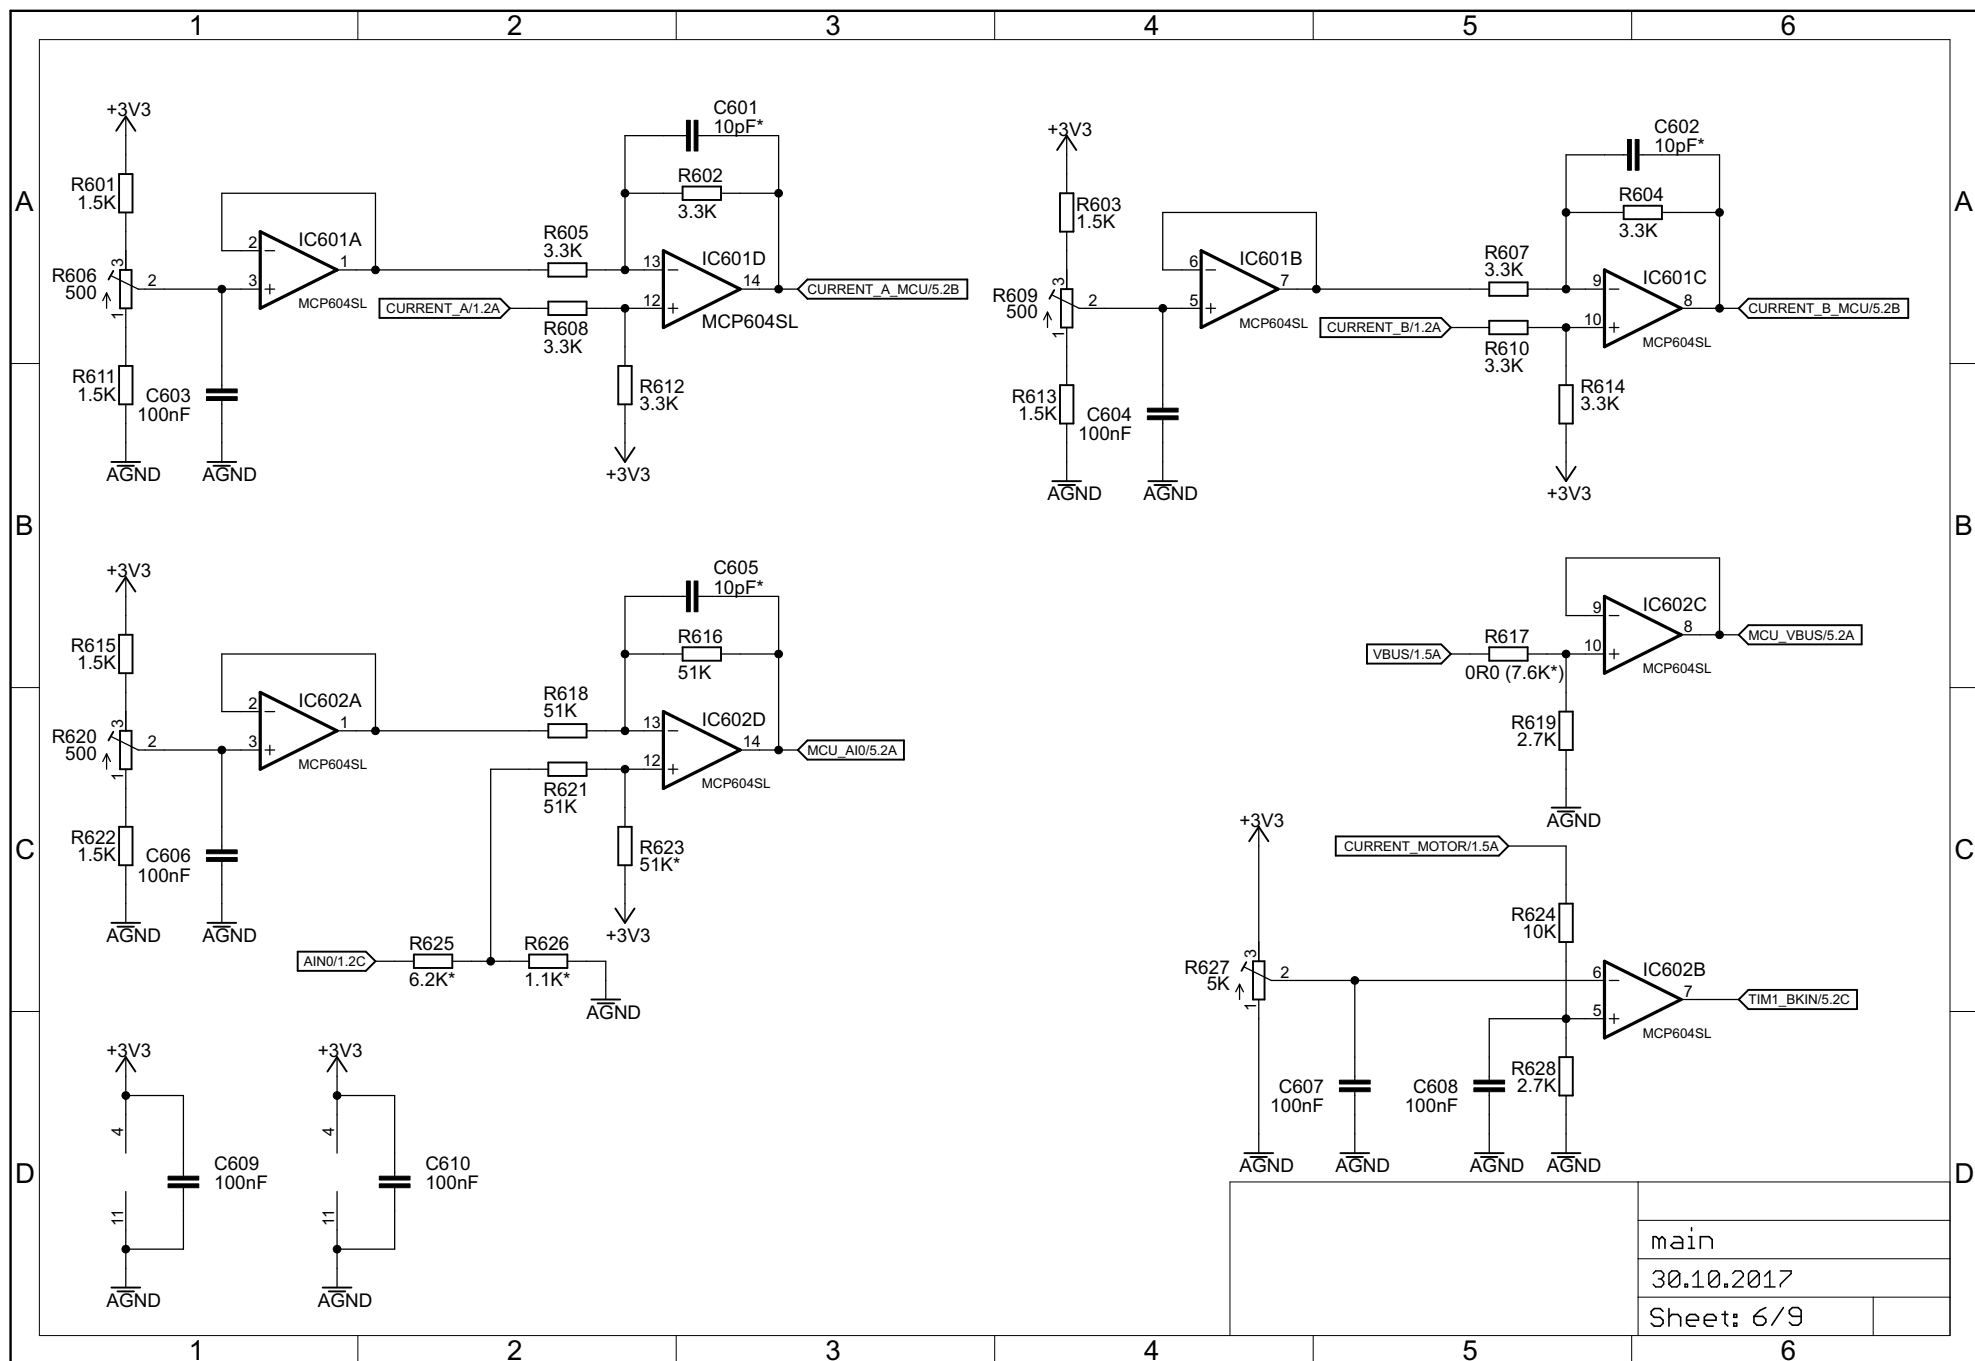 1 2 3 4 5 6
A
A
B
B
C
C
D
D
+3V3
R601
1.5K
R606
500
3
2
1
R611
1.5K
C603
100nF
AGND
AGND
2
3
1
IC601A
MCP604SL
R605
3.3K
CURRENT_A/1.2A
R608
3.3K
C601
10pF*
R602
3.3K
13
12
14
IC601D
MCP604SL
CURRENT_A_MCU/5.2B
R612
3.3K
+3V3
+3V3
R603
1.5K
R609
500
3
2
1
R613
1.5K
C604
100nF
AGND
AGND
6
5
7
IC601B
MCP604SL
R607
3.3K
CURRENT_B/1.2A
R610
3.3K
C602
10pF*
R604
3.3K
9
10
8
IC601C
MCP604SL
CURRENT_B_MCU/5.2B
R614
3.3K
+3V3
+3V3
R615
1.5K
R620
500
3
2
1
R622
1.5K
C606
100nF
AGND
AGND
2
3
1
IC602A
MCP604SL
R618
51K
R621
51K
C605
10pF*
R616
51K
13
12
14
IC602D
MCP604SL
MCU_AI0/5.2A
R623
51K*
+3V3
AIN0/1.2C
R625
6.2K*
R626
1.1K*
AGND
VBUS/1.5A
R617
0R0 (7.6K*)
9
10
8
IC602C
MCP604SL
MCU_VBUS/5.2A
R619
2.7K
AGND
+3V3
CURRENT_MOTOR/1.5A
R624
10K
R627
5K
3
2
1
6
5
7
IC602B
MCP604SL
TIM1_BKIN/5.2C
C607
100nF
C608
100nF
R628
2.7K
AGND
AGND
AGND
AGND
+3V3
4
11
C609
100nF
AGND
+3V3
4
11
C610
100nF
AGND
main
30.10.2017
Sheet: 6/9
1 2 3 4 5 6